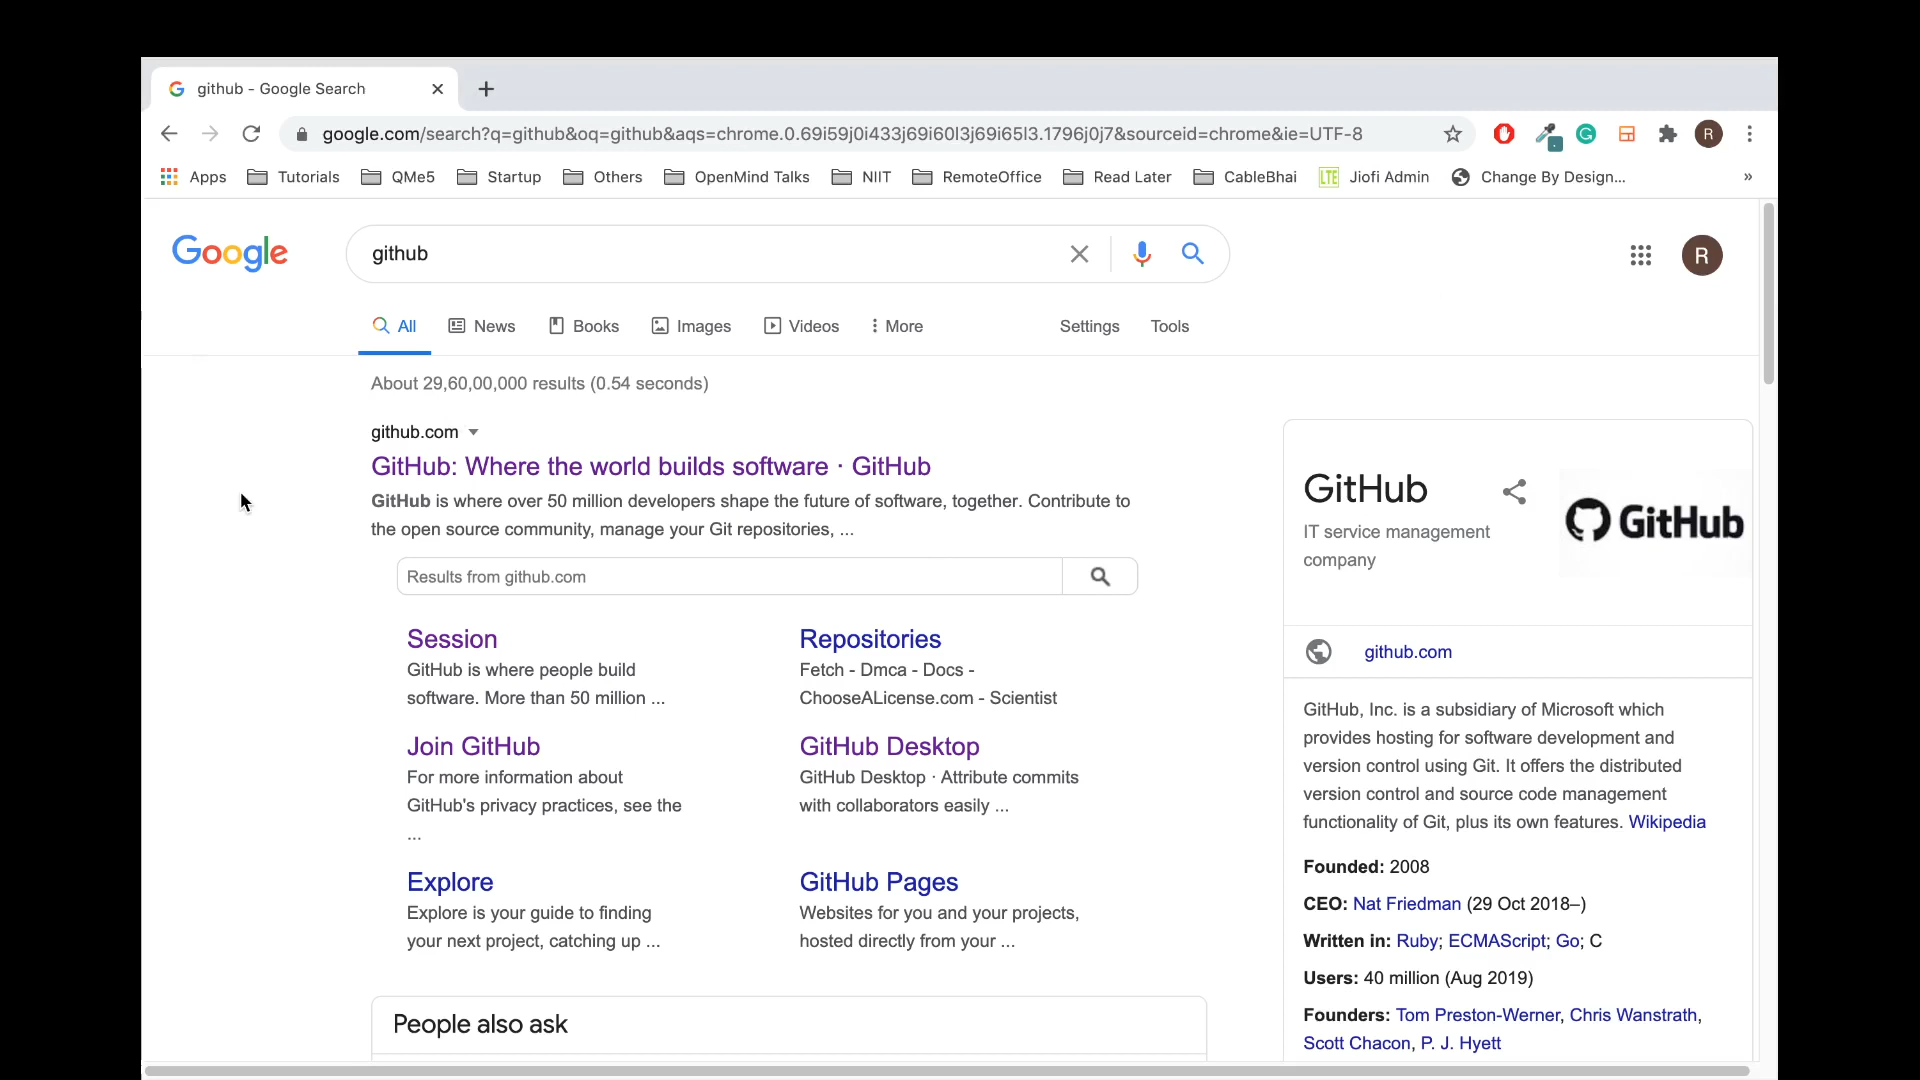 github - Google Search
google.com/search?q=github&oq=github&aqs=chrome.0.69i59j0i433j69i60l3j69i65l3.1796j0j7&sourceid=chrome&ie=UTF-8
R
Apps Tutorials QMe5 Startup Others OpenMind Talks NIIT RemoteOffice Read Later CableBhai LTE Jiofi Admin Change By Design... »
Google github R
All News Books Images Videos More Settings Tools
About 29,60,00,000 results (0.54 seconds)
github.com
GitHub: Where the world builds software · GitHub
GitHub is where over 50 million developers shape the future of software, together. Contribute to
the open source community, manage your Git repositories, ...
Results from github.com
Session
GitHub is where people build
software. More than 50 million ...
Repositories
Fetch - Dmca - Docs -
ChooseALicense.com - Scientist
Join GitHub
For more information about
GitHub's privacy practices, see the
...
GitHub Desktop
GitHub Desktop · Attribute commits
with collaborators easily ...
Explore
Explore is your guide to finding
your next project, catching up ...
GitHub Pages
Websites for you and your projects,
hosted directly from your ...
People also ask
GitHub
IT service management
company
GitHub
github.com
GitHub, Inc. is a subsidiary of Microsoft which
provides hosting for software development and
version control using Git. It offers the distributed
version control and source code management
functionality of Git, plus its own features. Wikipedia
Founded: 2008
CEO: Nat Friedman (29 Oct 2018–)
Written in: Ruby; ECMAScript; Go; C
Users: 40 million (Aug 2019)
Founders: Tom Preston-Werner, Chris Wanstrath,
Scott Chacon, P. J. Hyett